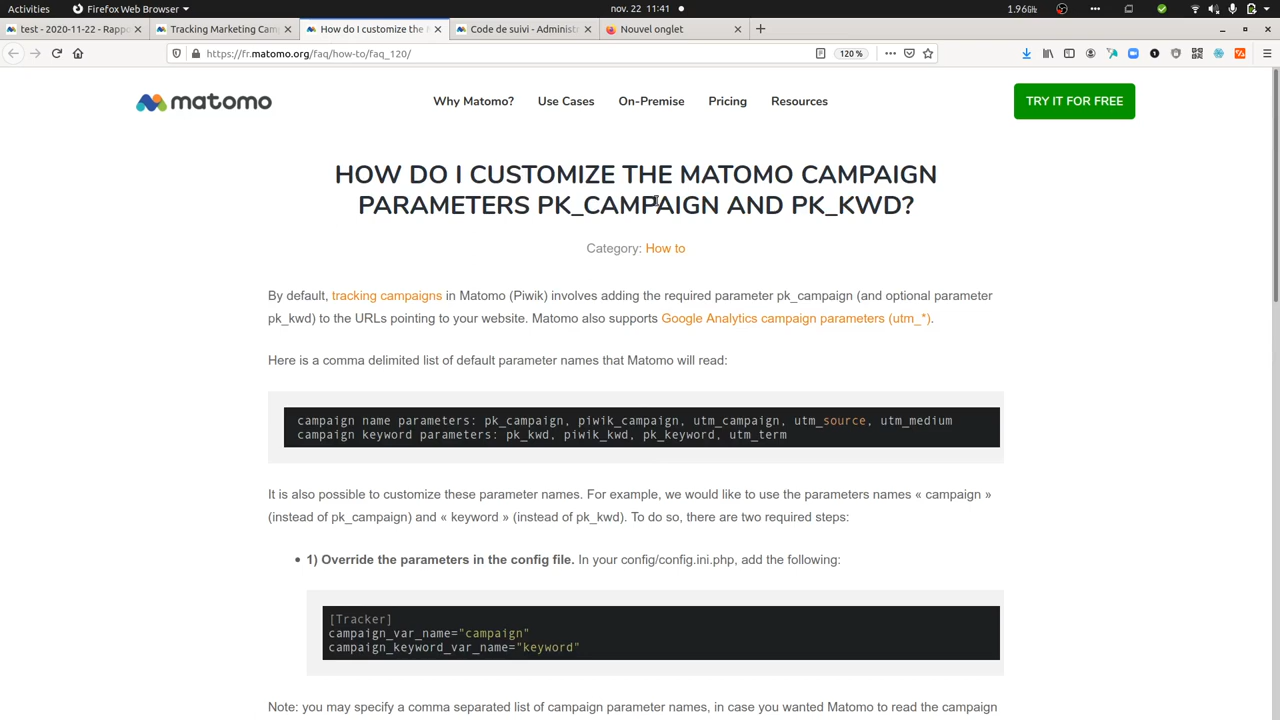 Activities
Firefox Web Browser
nov. 22 11:41
test - 2020-11-22 - Rappo
Tracking Marketing Cam
How do I customize the
Code de suivi - Administ
Nouvel onglet
https://fr.matomo.org/faq/how-to/faq_120/
120 %
matomo
Why Matomo?
Use Cases
On-Premise
Pricing
Resources
TRY IT FOR FREE
HOW DO I CUSTOMIZE THE MATOMO CAMPAIGN
PARAMETERS PK_CAMPAIGN AND PK_KWD?
Category: How to
By default, tracking campaigns in Matomo (Piwik) involves adding the required parameter pk_campaign (and optional parameter
pk_kwd) to the URLs pointing to your website. Matomo also supports Google Analytics campaign parameters (utm_*).
Here is a comma delimited list of default parameter names that Matomo will read:
campaign name parameters: pk_campaign, piwik_campaign, utm_campaign, utm_source, utm_medium
campaign keyword parameters: pk_kwd, piwik_kwd, pk_keyword, utm_term
It is also possible to customize these parameter names. For example, we would like to use the parameters names « campaign »
(instead of pk_campaign) and « keyword » (instead of pk_kwd). To do so, there are two required steps:
1) Override the parameters in the config file. In your config/config.ini.php, add the following:
[Tracker]
campaign_var_name="campaign"
campaign_keyword_var_name="keyword"
Note: you may specify a comma separated list of campaign parameter names, in case you wanted Matomo to read the campaign